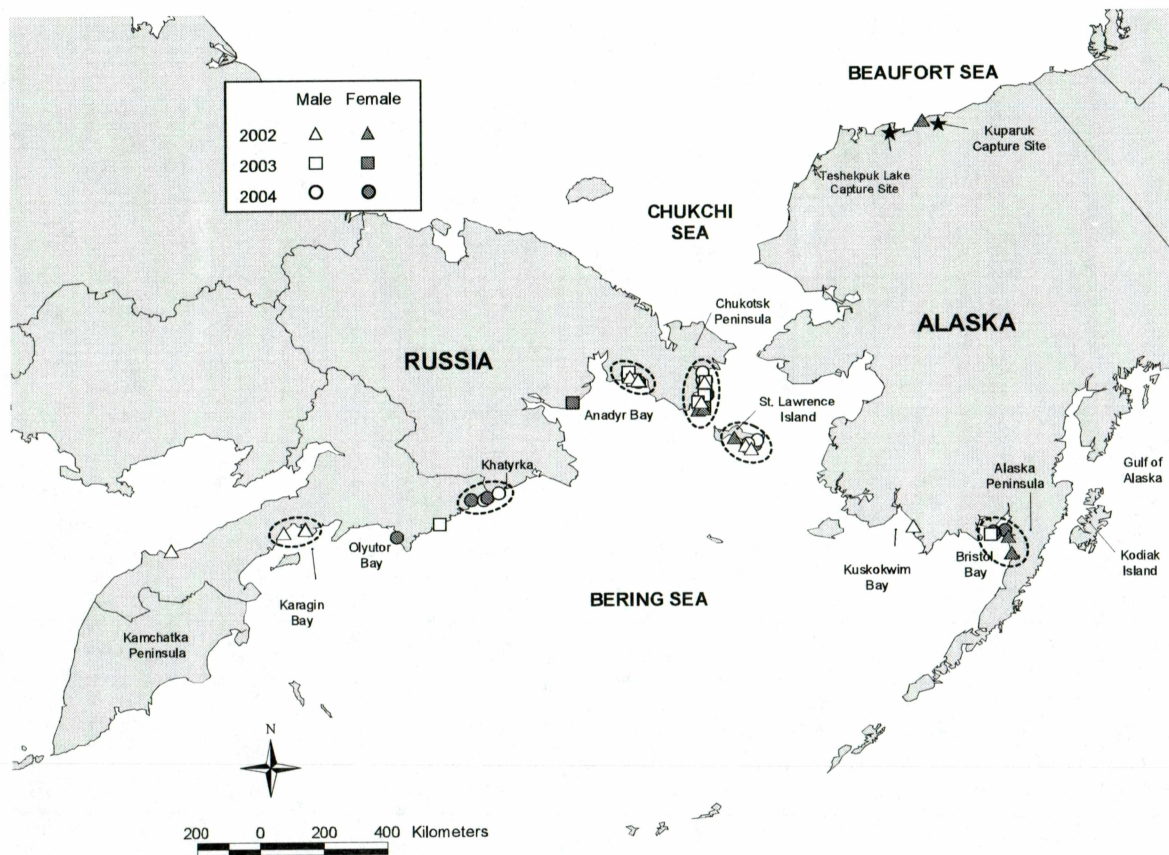 BEAUFORT SEA
Male Female
2002
2003
2004
Kuparuk
Capture Site
Teshekpuk Lake
Capture Site
CHUKCHI
SEA
Chukotsk
Peninsula
ALASKA
RUSSIA
Anadyr Bay
St. Lawrence
Island
Khatyrka
Alaska
Peninsula
Gulf of
Alaska
Olyutor
Bay
Kuskokwim
Bay
Bristol
Bay
Kodiak
Island
Karagin
Bay
BERING SEA
Kamchatka
Peninsula
N
200 0 200 400 Kilometers